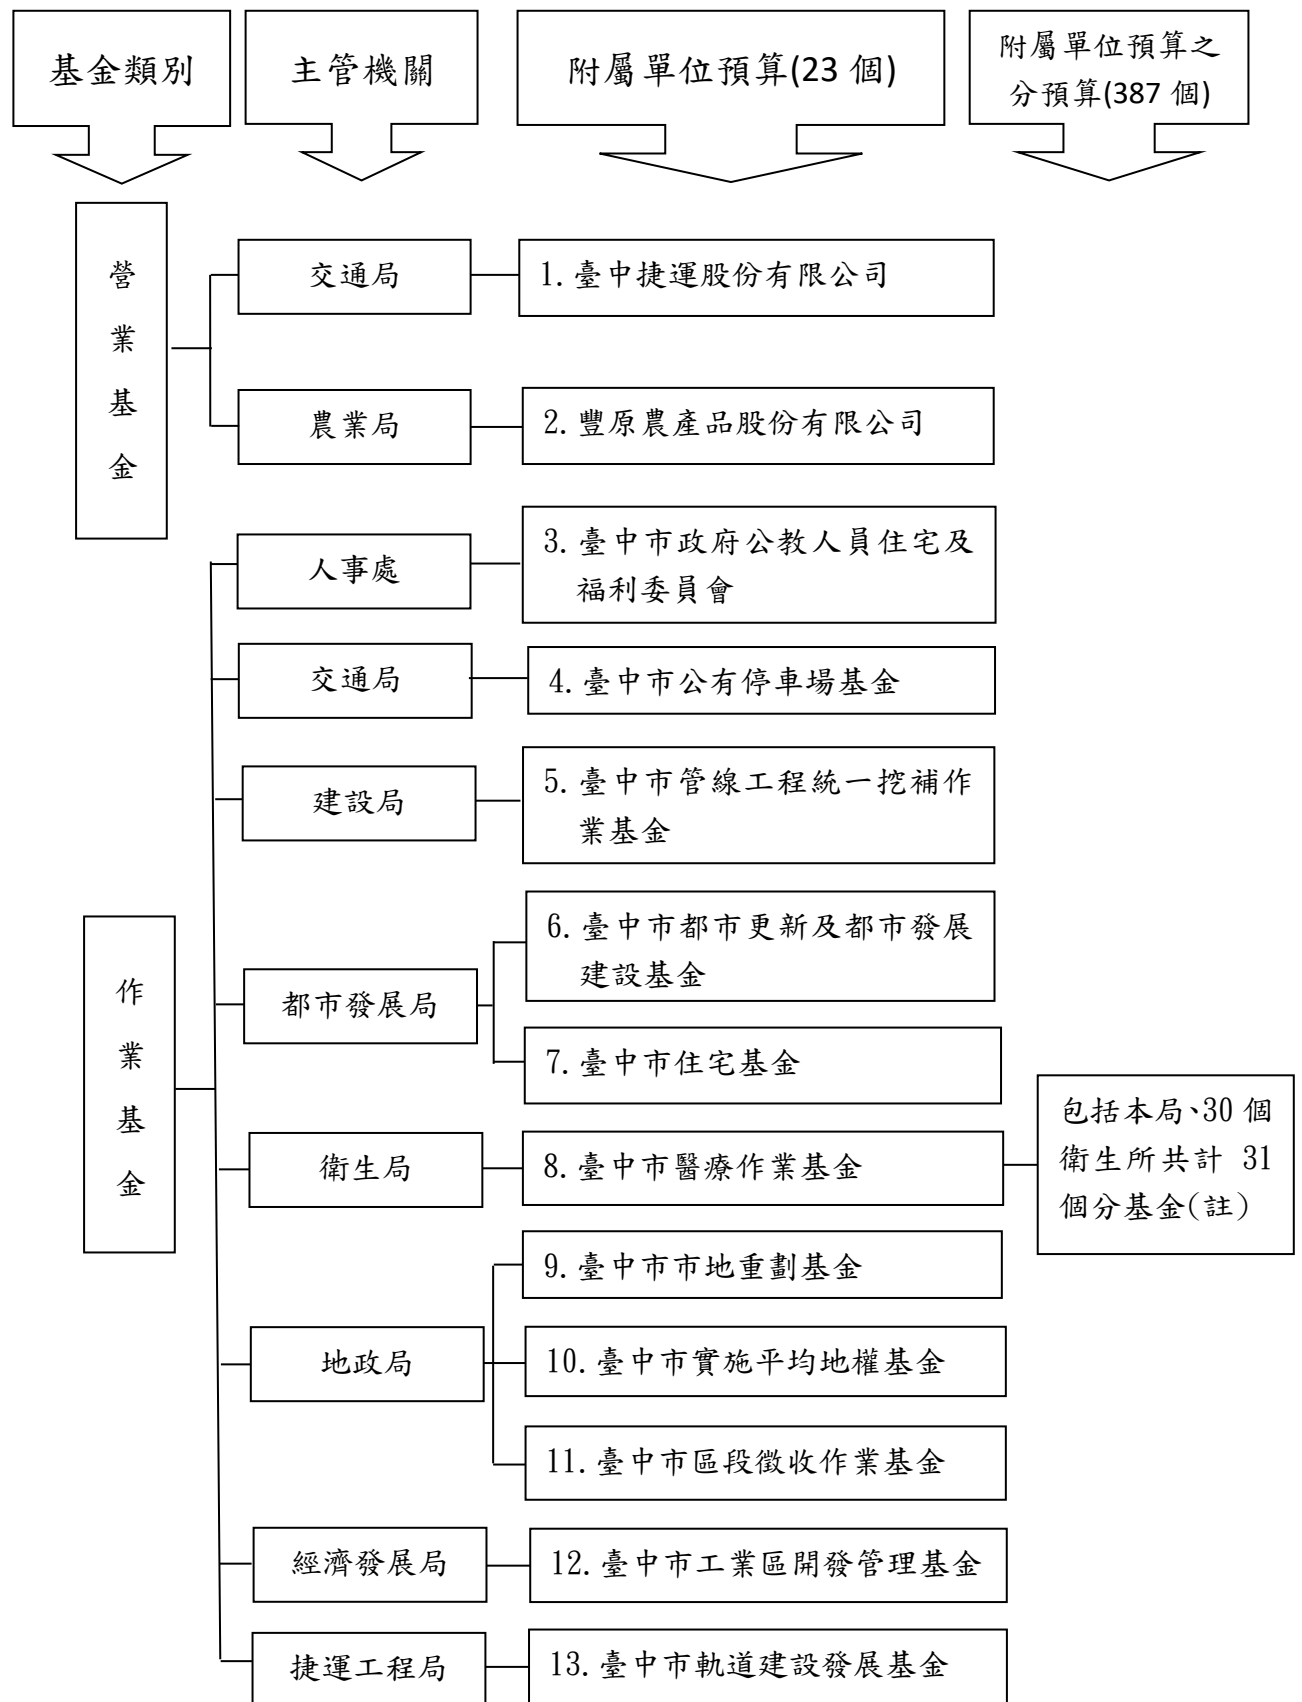 基金類別
主管機關
附屬單位預算(23 個)
附屬單位預算之
分預算(387 個)
營業基金
交通局
1. 臺中捷運股份有限公司
農業局
2. 豐原農產品股份有限公司
作業基金
人事處
3. 臺中市政府公教人員住宅及
福利委員會
交通局
4. 臺中市公有停車場基金
建設局
5. 臺中市管線工程統一挖補作
業基金
都市發展局
6. 臺中市都市更新及都市發展
建設基金
7. 臺中市住宅基金
衛生局
8. 臺中市醫療作業基金
包括本局、30 個
衛生所共計 31
個分基金(註)
地政局
9. 臺中市市地重劃基金
10. 臺中市實施平均地權基金
11. 臺中市區段徵收作業基金
經濟發展局
12. 臺中市工業區開發管理基金
捷運工程局
13. 臺中市軌道建設發展基金